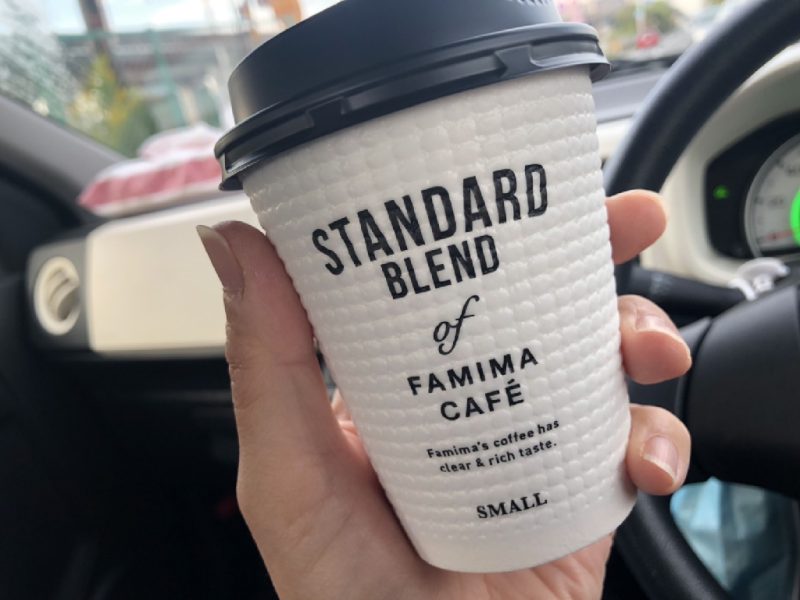 STANDARD
BLEND
of
FAMIMA
CAFÉ
Famima's coffee has
clear & rich taste.
SMALL